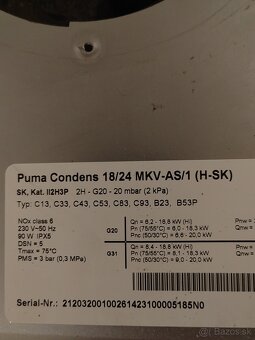 Puma Condens 18/24 MKV-AS/1 (H-SK)
SK, Kat. II2H3P 2H - G20 - 20 mbar (2 kPa)
Typ: C13, C33, C43, C53, C83, C93, B23, B53P
NOx class 6
230 V~50 Hz
90 W IPX5
DSN = 5
Tmax = 75°C
PMS = 3 bar (0,3 MPa)
G20
Qn = 6,2 - 18,8 kW (Hi)
Pn (75/55°C) = 6,0 - 18,3 kW
Pnc (50/30°C) = 6,6 - 20,0 kW
Pnw =
G31
Qn = 8,4 - 18,8 kW (Hi)
Pn (75/55°C) = 8,1 - 18,3 kW
Pnc (50/30°C) = 9,0 - 20,0 kW
Serial-Nr.: 21203200100261423100005185N0
bazos.sk